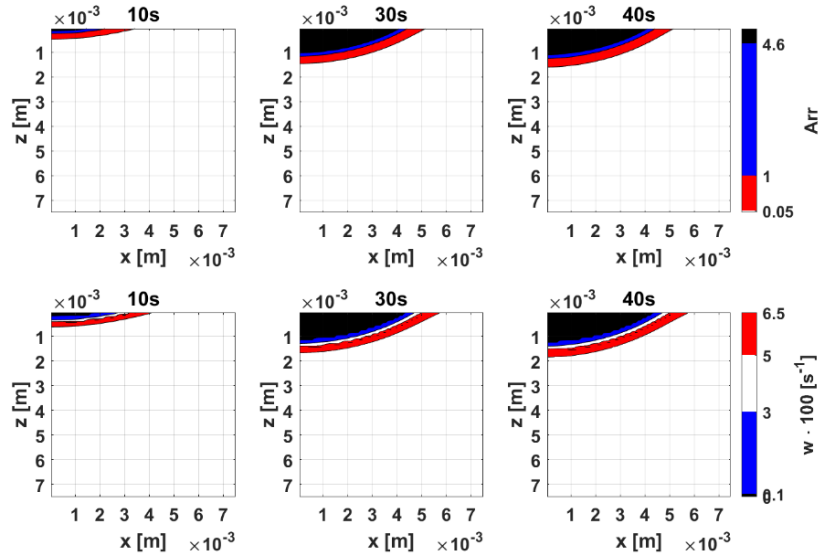 ×10⁻³ 10s
1
2
3
4
5
6
7
z [m]
1 2 3 4 5 6 7
x [m] ×10⁻³
×10⁻³ 30s
1
2
3
4
5
6
7
z [m]
1 2 3 4 5 6 7
x [m] ×10⁻³
×10⁻³ 40s
1
2
3
4
5
6
7
z [m]
1 2 3 4 5 6 7
x [m] ×10⁻³
4.6
1
0.05
Arr
×10⁻³ 10s
1
2
3
4
5
6
7
z [m]
1 2 3 4 5 6 7
x [m] ×10⁻³
×10⁻³ 30s
1
2
3
4
5
6
7
z [m]
1 2 3 4 5 6 7
x [m] ×10⁻³
×10⁻³ 40s
1
2
3
4
5
6
7
z [m]
1 2 3 4 5 6 7
x [m] ×10⁻³
6.5
5
3
0.1
w · 100 [s⁻¹]